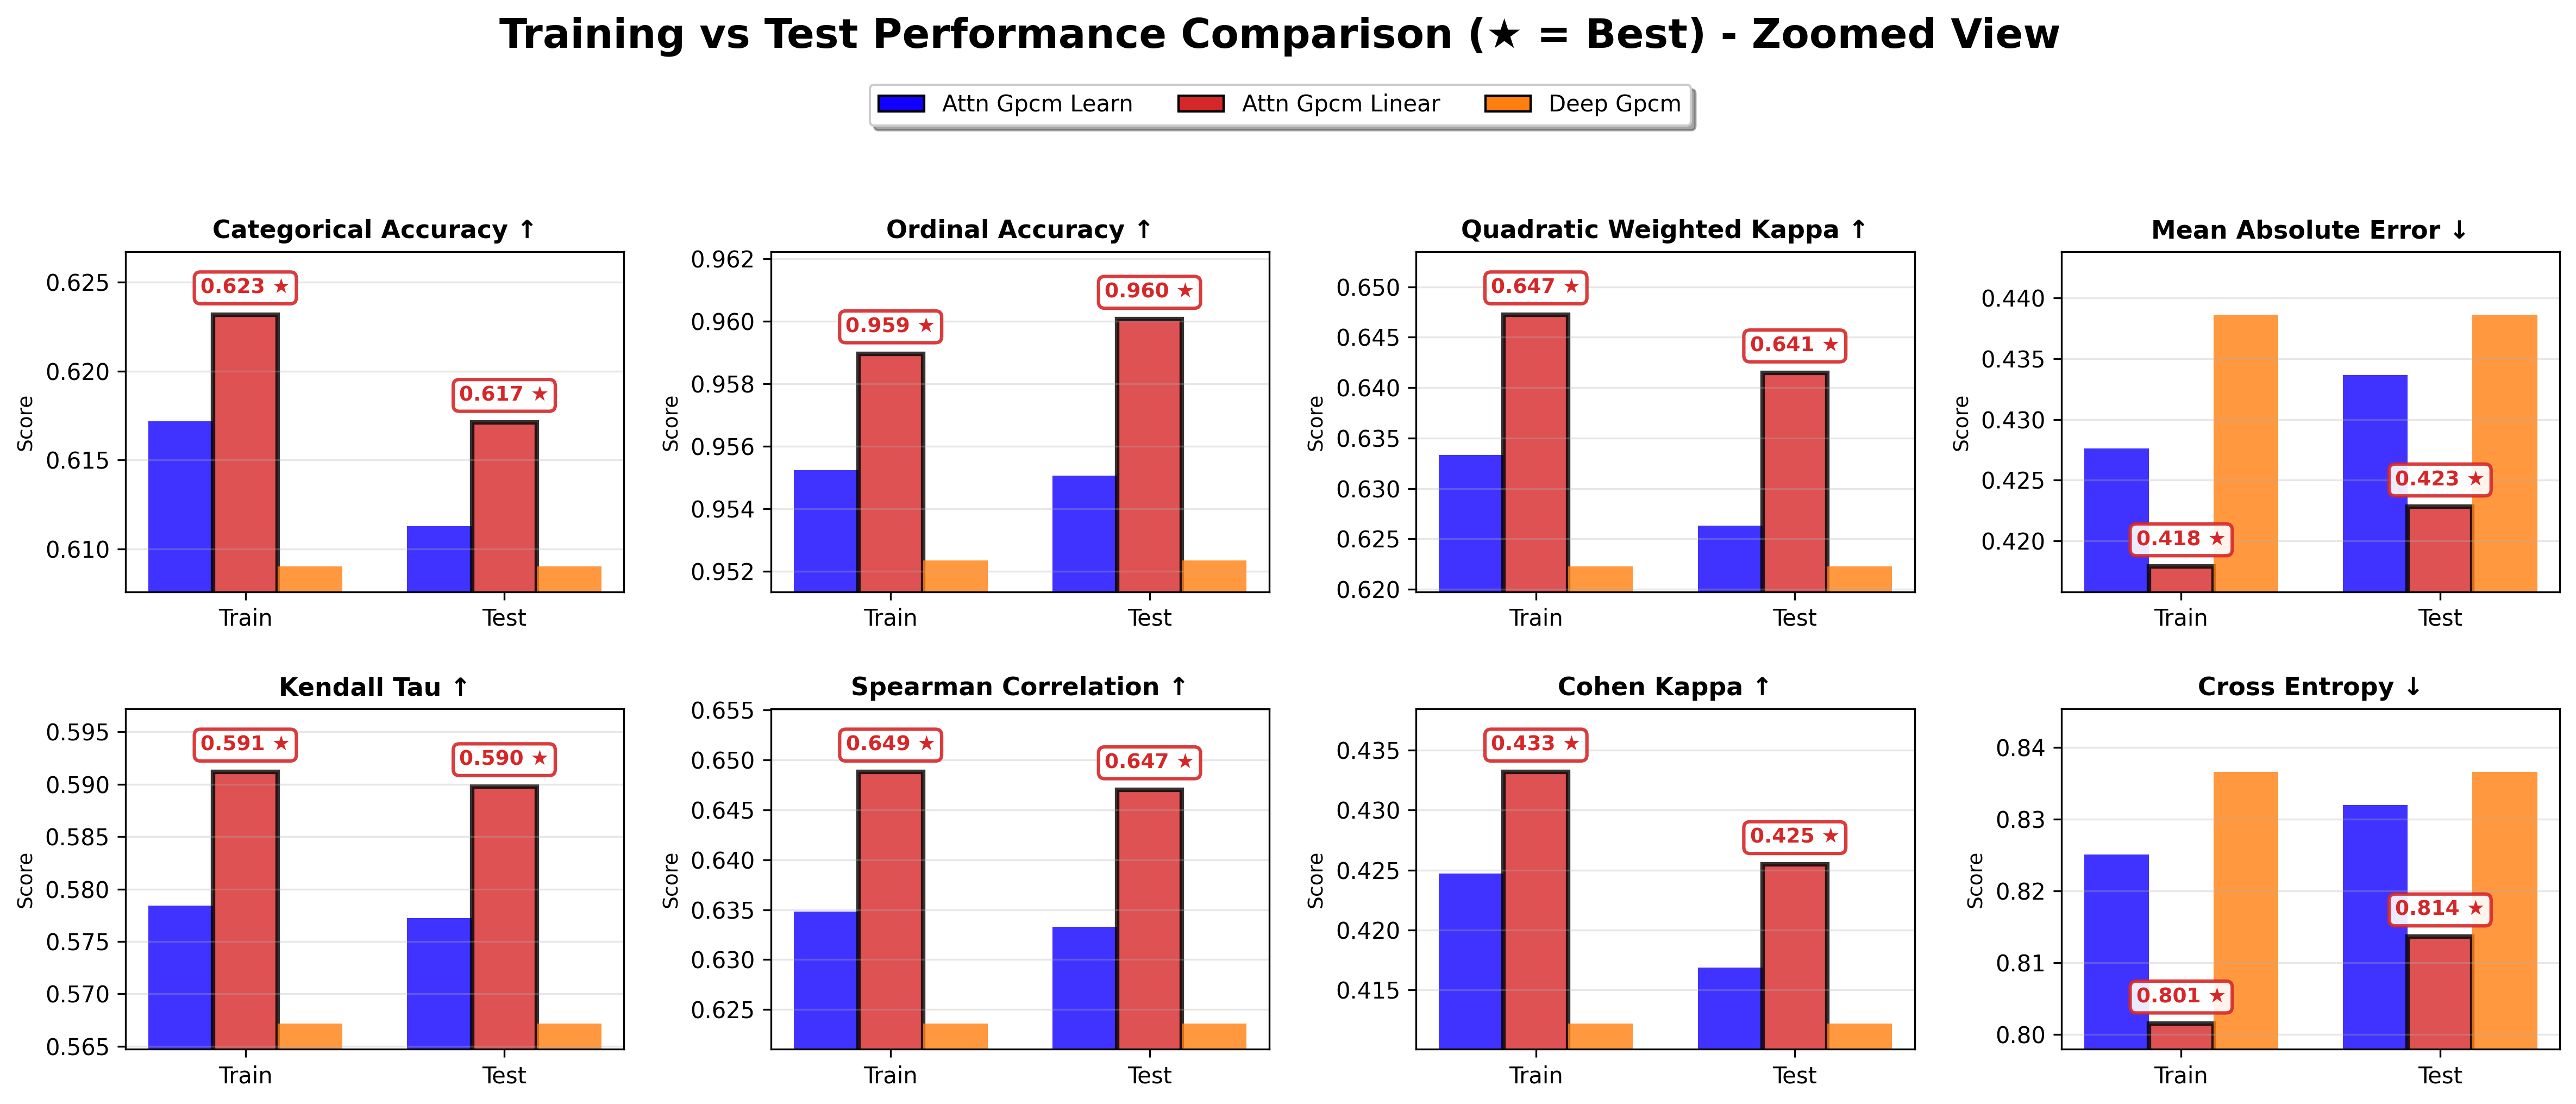 Training vs Test Performance Comparison (★ = Best) - Zoomed View
Attn Gpcm Learn
Attn Gpcm Linear
Deep Gpcm
Categorical Accuracy ↑
Score
0.625
0.620
0.615
0.610
0.623 ★
0.617 ★
Train
Test
Ordinal Accuracy ↑
Score
0.962
0.960
0.958
0.956
0.954
0.952
0.959 ★
0.960 ★
Train
Test
Quadratic Weighted Kappa ↑
Score
0.650
0.645
0.640
0.635
0.630
0.625
0.620
0.647 ★
0.641 ★
Train
Test
Mean Absolute Error ↓
Score
0.440
0.435
0.430
0.425
0.420
0.418 ★
0.423 ★
Train
Test
Kendall Tau ↑
Score
0.595
0.590
0.585
0.580
0.575
0.570
0.565
0.591 ★
0.590 ★
Train
Test
Spearman Correlation ↑
Score
0.655
0.650
0.645
0.640
0.635
0.630
0.625
0.649 ★
0.647 ★
Train
Test
Cohen Kappa ↑
Score
0.435
0.430
0.425
0.420
0.415
0.433 ★
0.425 ★
Train
Test
Cross Entropy ↓
Score
0.84
0.83
0.82
0.81
0.80
0.801 ★
0.814 ★
Train
Test